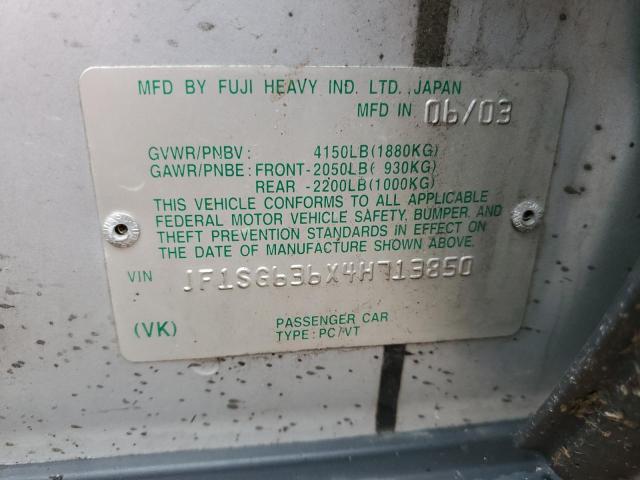 MFD BY FUJI HEAVY IND. LTD., JAPAN
MFD IN 06/03
GVWR/PNBV: 4150LB(1880KG)
GAWR/PNBE: FRONT-2050LB( 930KG)
REAR -2200LB(1000KG)
THIS VEHICLE CONFORMS TO ALL APPLICABLE
FEDERAL MOTOR VEHICLE SAFETY, BUMPER, AND
THEFT PREVENTION STANDARDS IN EFFECT ON
THE DATE OF MANUFACTURE SHOWN ABOVE.
VIN JF1SG636X4H713850
(VK) PASSENGER CAR
TYPE: PC/VT